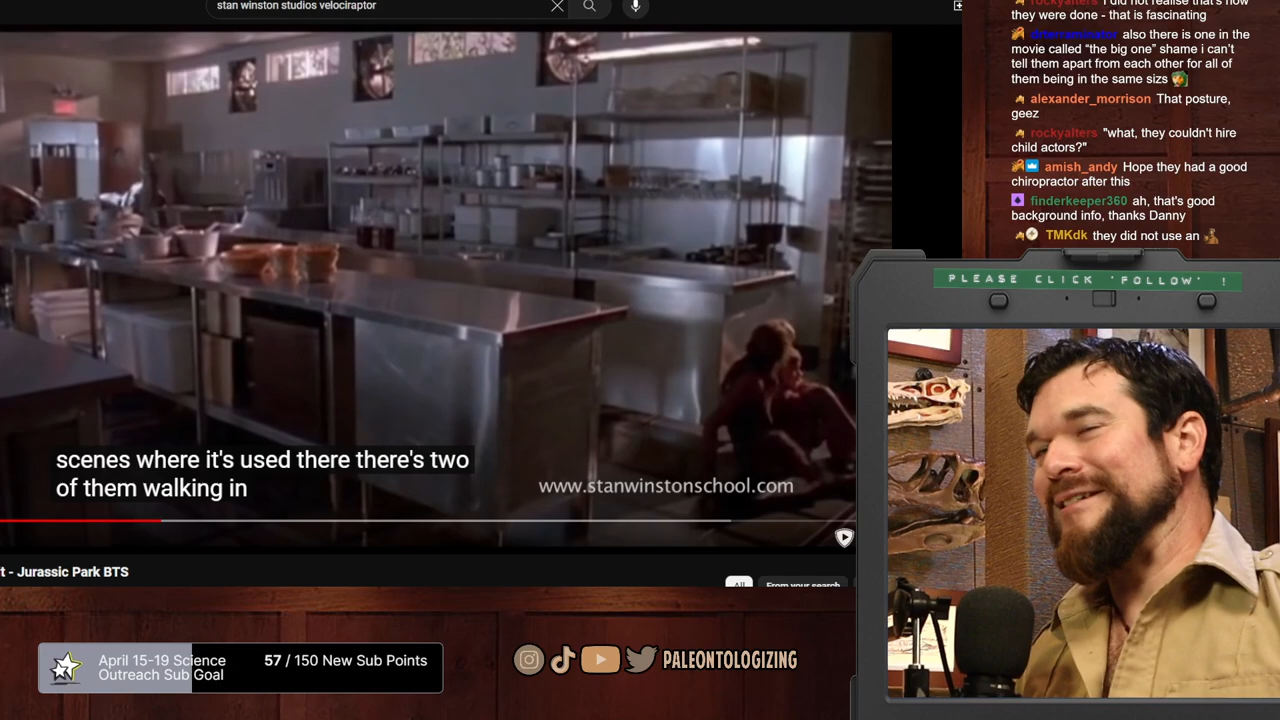 stan winston studios velociraptor
rockyalters I did not realise that's how
they were done - that is fascinating
also there is one in the
movie called “the big one” shame i can’t
tell them apart from each other for all of
them being in the same sizs
alexander_morrison That posture,
geez
rockyalters "what, they couldn't hire
child actors?"
amish_andy Hope they had a good
chiropractor after this
finderkeeper360 ah, that's good
background info, thanks Danny
TMKdk they did not use an
PLEASE CLICK 'FOLLOW' !
scenes where it's used there there's two
of them walking in
www.stanwinstonschool.com
t - Jurassic Park BTS
All
From your search
April 15-19 Science
Outreach Sub Goal
57 / 150 New Sub Points
PALEONTOLOGIZING